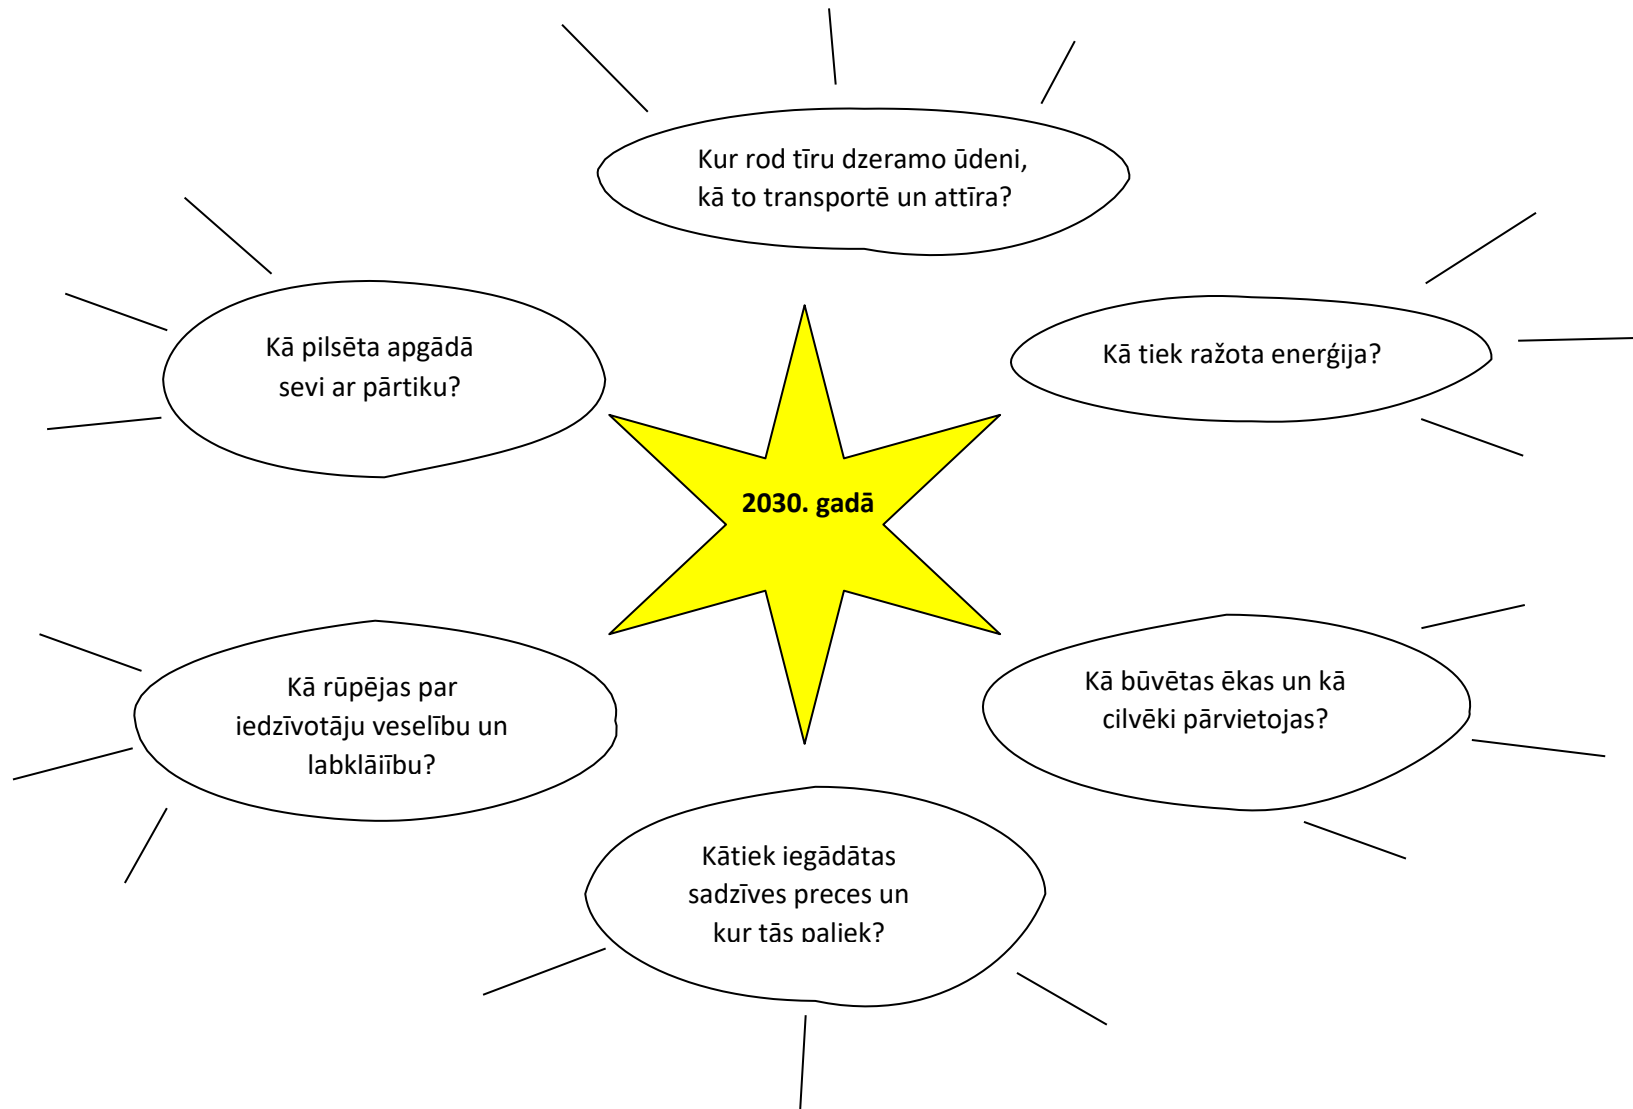 Kur rod tīru dzeramo ūdeni,
kā to transportē un attīra?
Kā pilsēta apgādā
sevi ar pārtiku?
Kā tiek ražota enerģija?
2030. gadā
Kā rūpējas par
iedzīvotāju veselību un
labklājību?
Kā būvētas ēkas un kā
cilvēki pārvietojas?
Kātiek iegādātas
sadzīves preces un
kur tās paliek?